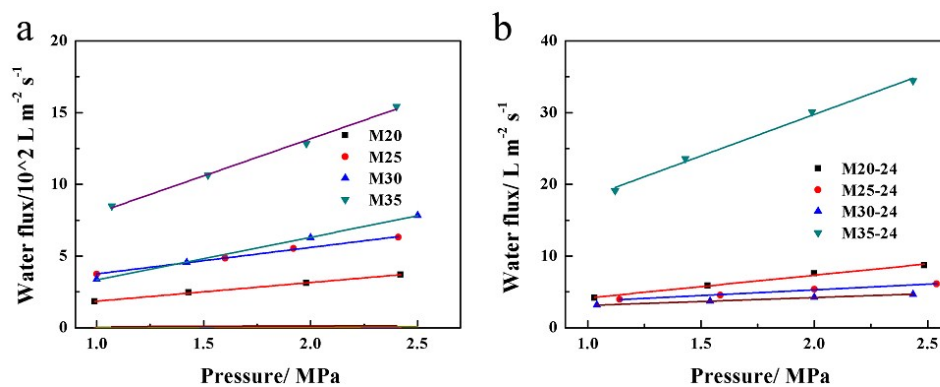 a
Water flux/10^2 L m⁻² s⁻¹
20
15
10
5
0
M20
M25
M30
M35
1.0 1.5 2.0 2.5
Pressure/ MPa
b
Water flux/ L m⁻² s⁻¹
40
30
20
10
0
M20-24
M25-24
M30-24
M35-24
1.0 1.5 2.0 2.5
Pressure/ MPa